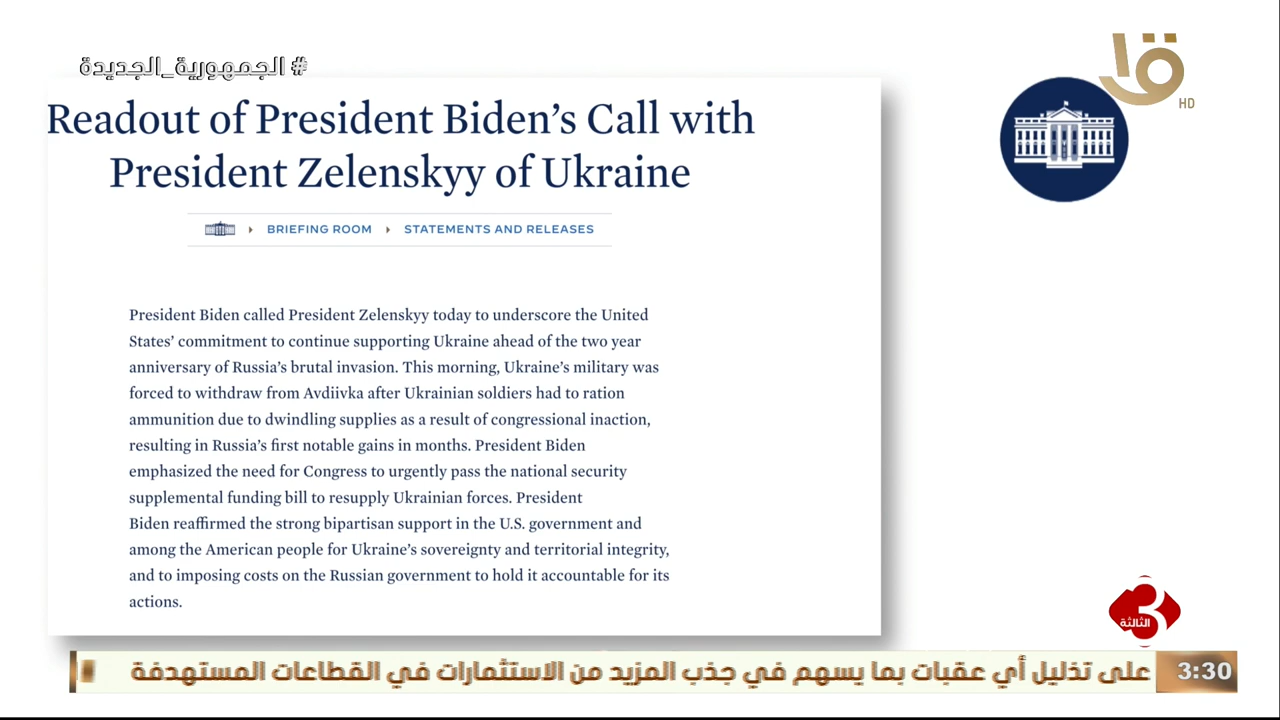 # الجمهورية_الجديدة
HD
Readout of President Biden’s Call with
President Zelenskyy of Ukraine
BRIEFING ROOM
STATEMENTS AND RELEASES
President Biden called President Zelenskyy today to underscore the United
States’ commitment to continue supporting Ukraine ahead of the two year
anniversary of Russia’s brutal invasion. This morning, Ukraine’s military was
forced to withdraw from Avdiivka after Ukrainian soldiers had to ration
ammunition due to dwindling supplies as a result of congressional inaction,
resulting in Russia’s first notable gains in months. President Biden
emphasized the need for Congress to urgently pass the national security
supplemental funding bill to resupply Ukrainian forces. President
Biden reaffirmed the strong bipartisan support in the U.S. government and
among the American people for Ukraine’s sovereignty and territorial integrity,
and to imposing costs on the Russian government to hold it accountable for its
actions.
3
الثالثة
3:30
على تذليل أي عقبات بما يسهم في جذب المزيد من الاستثمارات في القطاعات المستهدفة